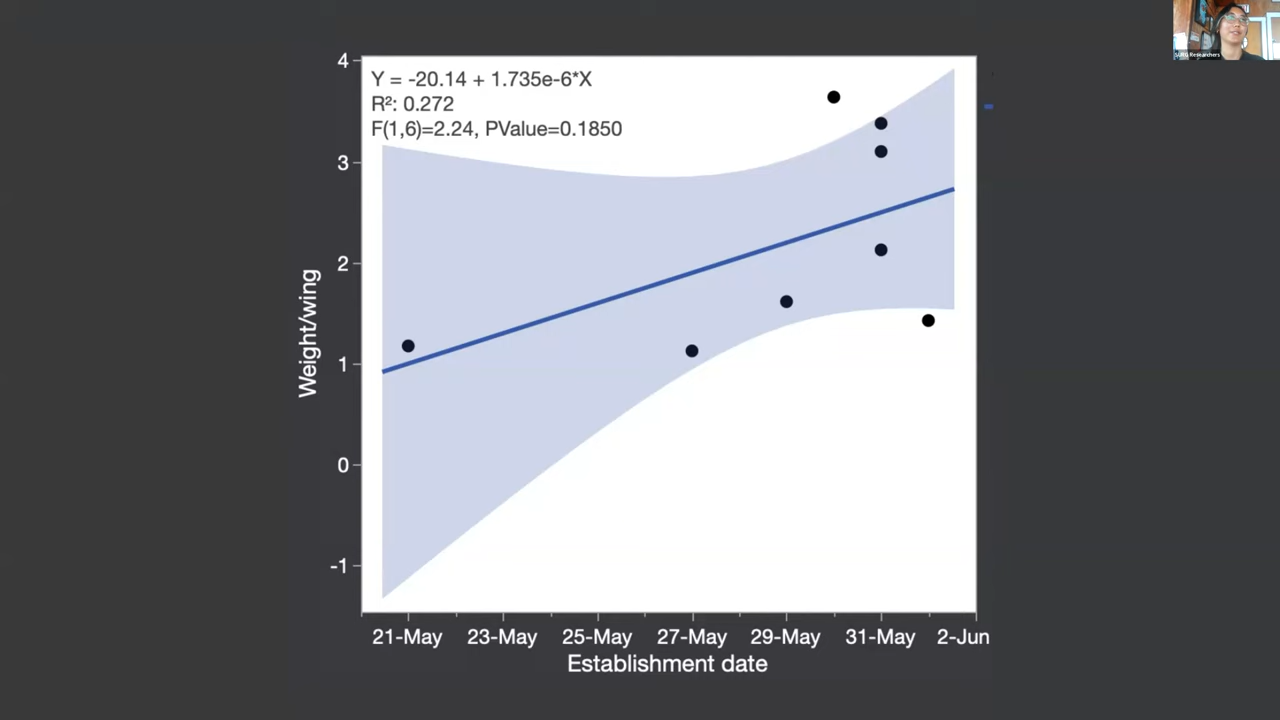 SURG Researchers
4
Y = -20.14 + 1.735e-6*X
R²: 0.272
F(1,6)=2.24, PValue=0.1850
3
2
1
0
-1
Weight/wing
21-May 23-May 25-May 27-May 29-May 31-May 2-Jun
Establishment date